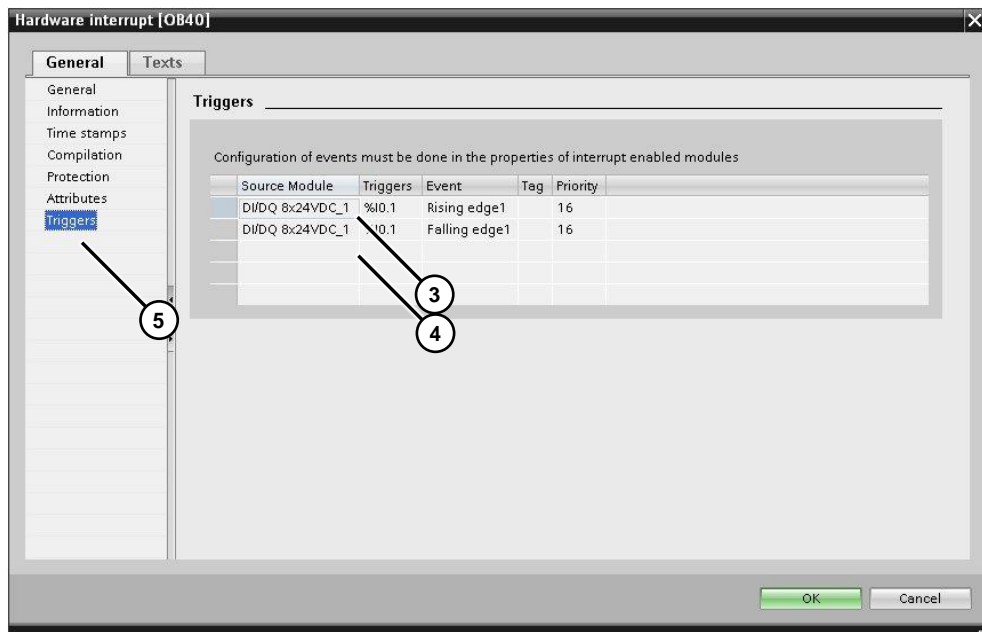 Hardware interrupt [OB40]
General Texts
General
Information
Time stamps
Compilation
Protection
Attributes
Triggers
Triggers
Configuration of events must be done in the properties of interrupt enabled modules
Source Module Triggers Event Tag Priority
DI/DQ 8x24VDC_1 %I0.1 Rising edge1 16
DI/DQ 8x24VDC_1 %I0.1 Falling edge1 16
3
4
5
OK Cancel